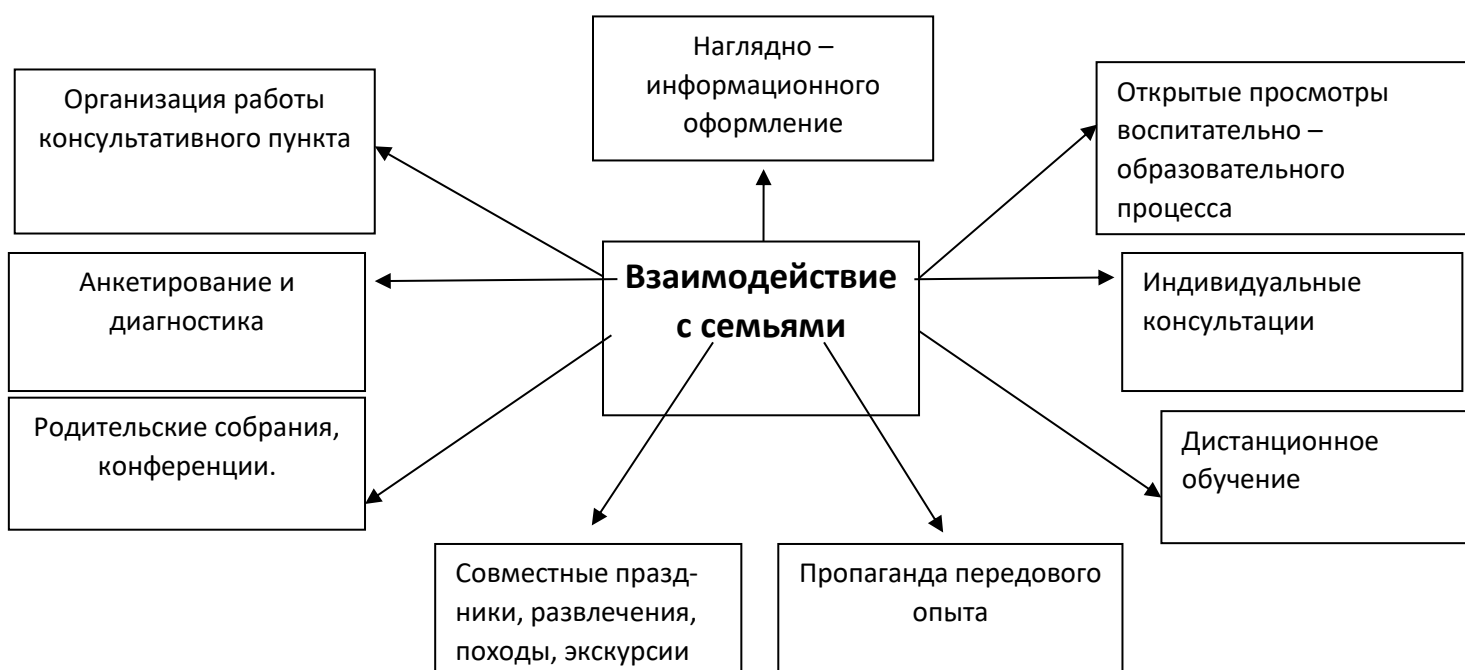 Наглядно –
информационного
оформление
Организация работы
консультативного пункта
Открытые просмотры
воспитательно –
образовательного
процесса
Взаимодействие
с семьями
Анкетирование и
диагностика
Индивидуальные
консультации
Родительские собрания,
конференции.
Дистанционное
обучение
Совместные празд-
ники, развлечения,
походы, экскурсии
Пропаганда передового
опыта